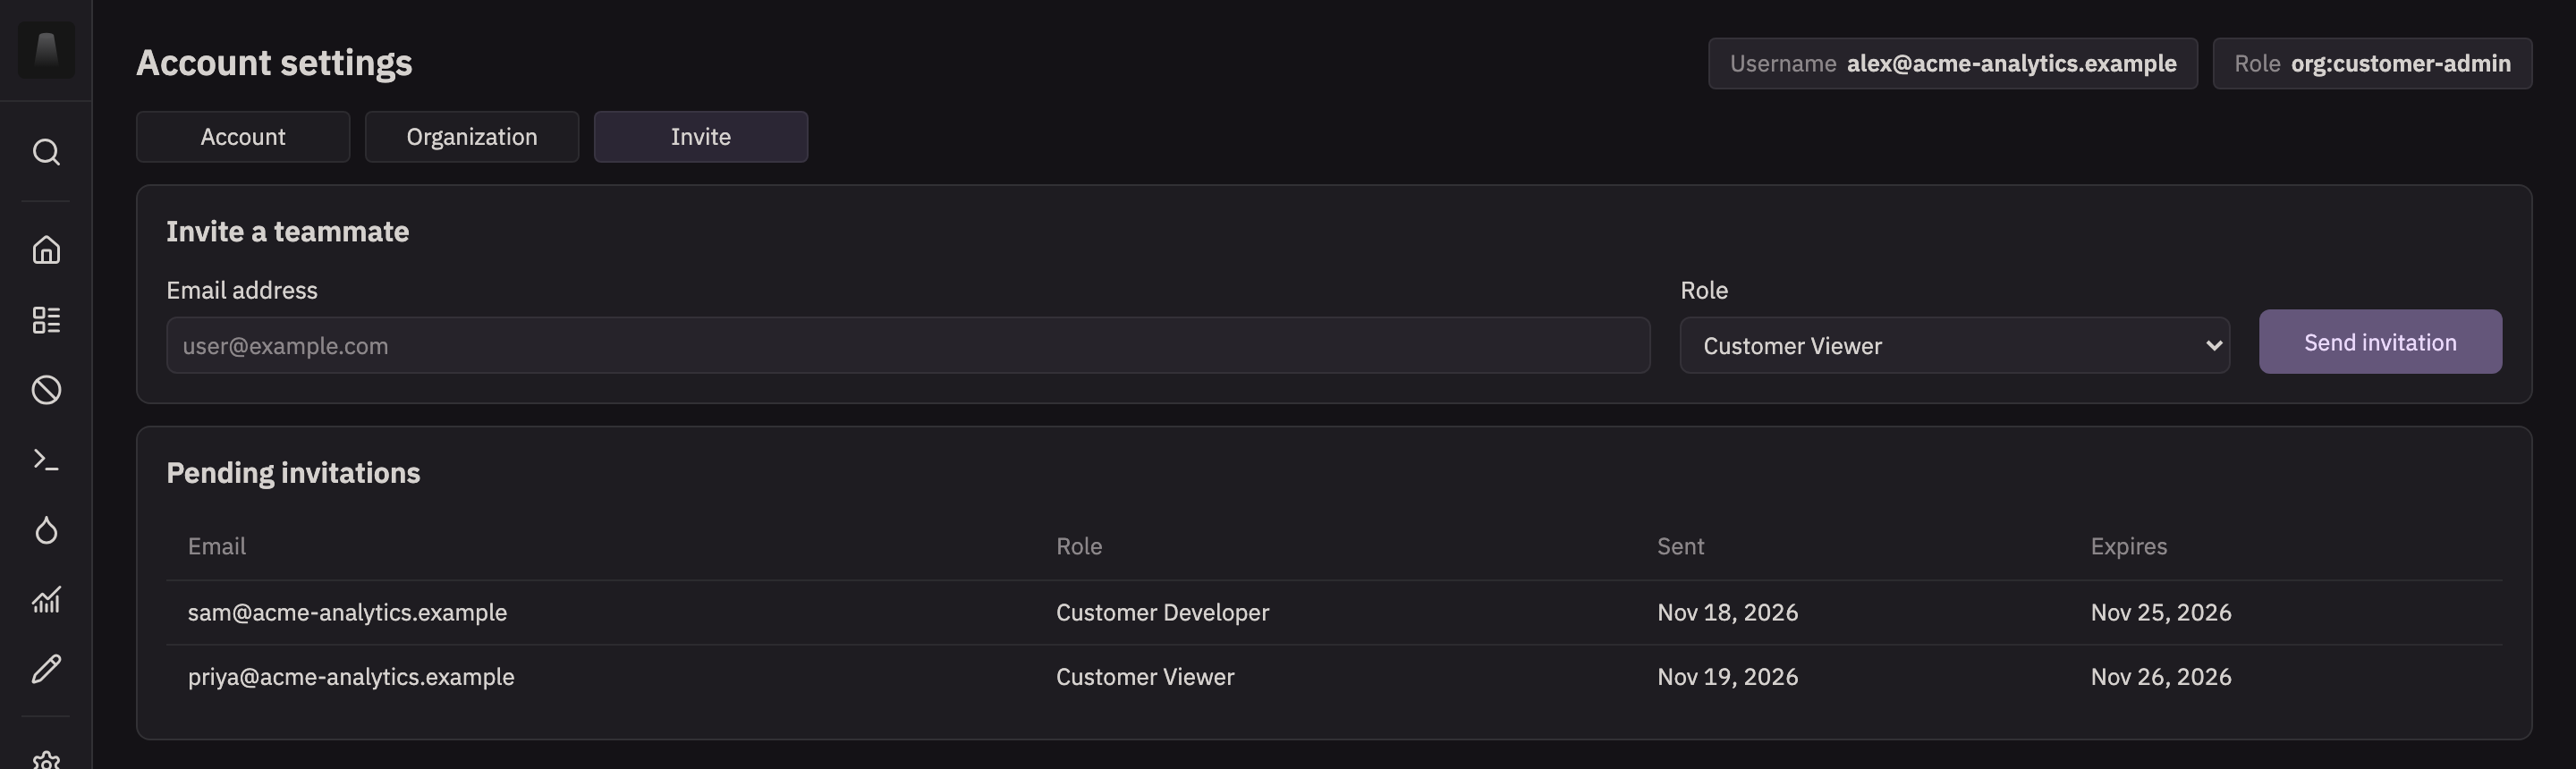 Account settings
Username alex@acme-analytics.example
Role org:customer-admin
Account
Organization
Invite
Invite a teammate
Email address
Role
user@example.com
Customer Viewer
Send invitation
Pending invitations
Email Role Sent Expires
sam@acme-analytics.example Customer Developer Nov 18, 2026 Nov 25, 2026
priya@acme-analytics.example Customer Viewer Nov 19, 2026 Nov 26, 2026